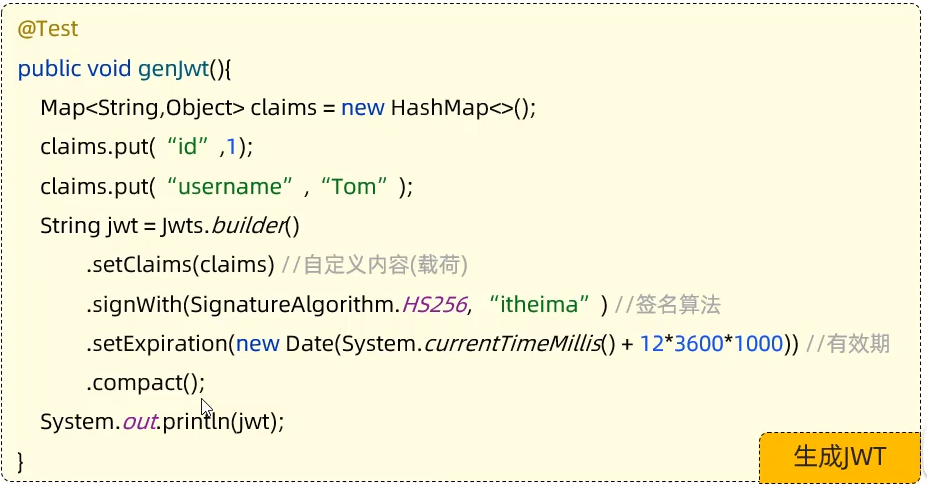 @Test
public void genJwt(){
Map<String,Object> claims = new HashMap<>();
claims.put( “id” ,1);
claims.put( “username” , “Tom” );
String jwt = Jwts.builder()
.setClaims(claims) //自定义内容(载荷)
.signWith(SignatureAlgorithm.HS256, “itheima” ) //签名算法
.setExpiration(new Date(System.currentTimeMillis() + 12*3600*1000)) //有效期
.compact();
System.out.println(jwt);
}
生成JWT